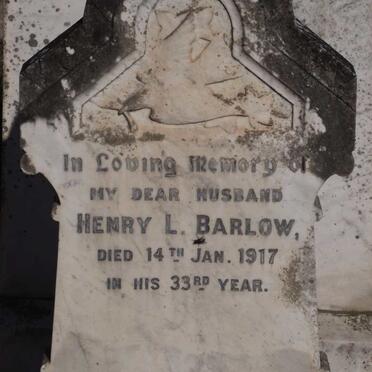 In Loving Memory of
MY DEAR HUSBAND
HENRY L. BARLOW,
DIED 14TH JAN. 1917
IN HIS 33RD YEAR.